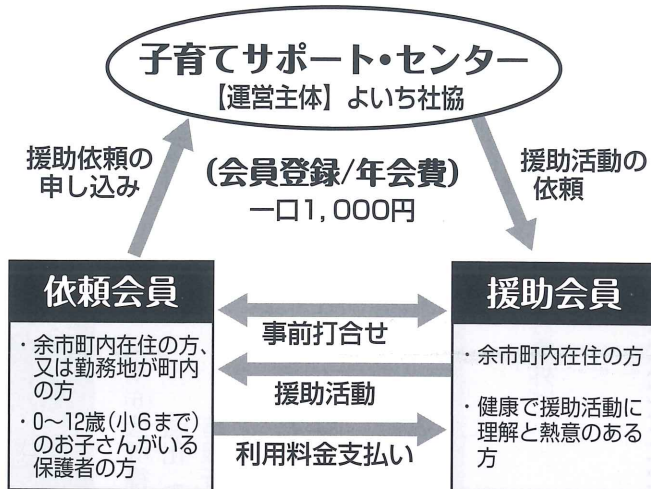 子育てサポート・センター
【運営主体】よいち社協
援助依頼の
申し込み
(会員登録/年会費)
一口1,000円
援助活動の
依頼
依頼会員
・余市町内在住の方、
又は勤務地が町内
の方
・0〜12歳(小6まで)
のお子さんがいる
保護者の方
事前打合せ
援助活動
利用料金支払い
援助会員
・余市町内在住の方
・健康で援助活動に
理解と熱意のある
方